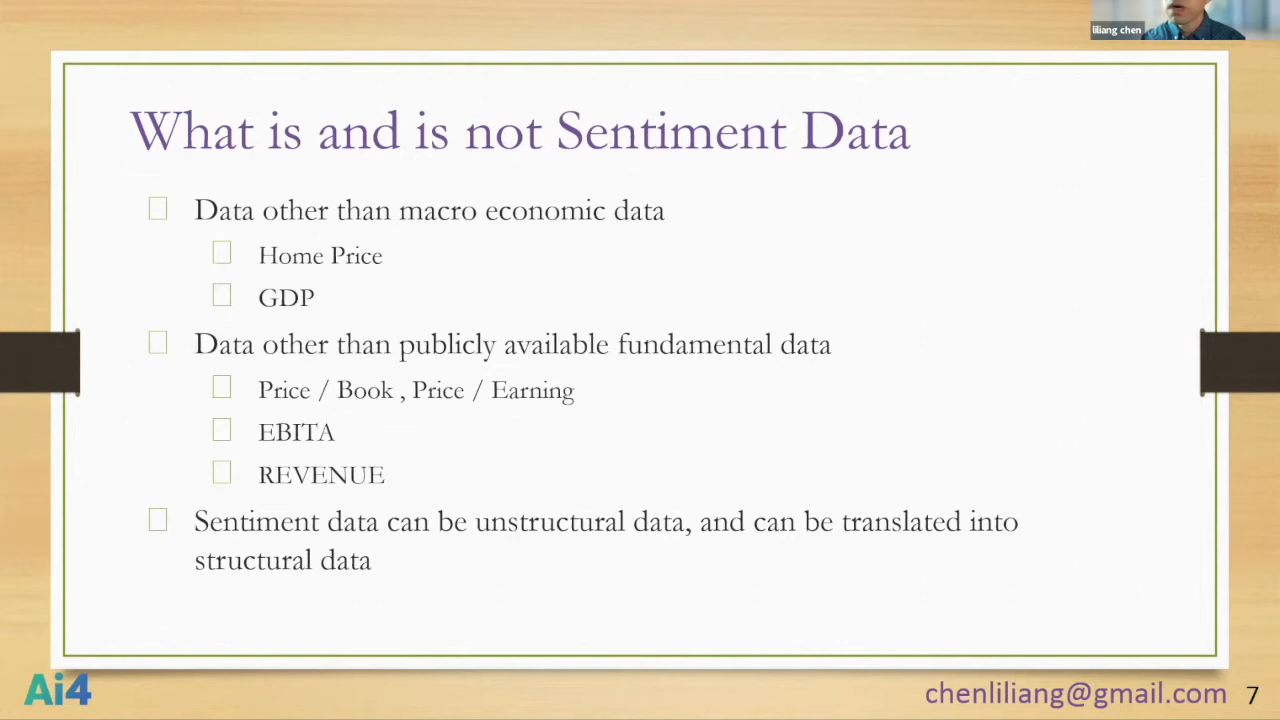 liliang chen
What is and is not Sentiment Data
Data other than macro economic data
Home Price
GDP
Data other than publicly available fundamental data
Price / Book , Price / Earning
EBITA
REVENUE
Sentiment data can be unstructural data, and can be translated into
structural data
Ai4
chenliliang@gmail.com 7